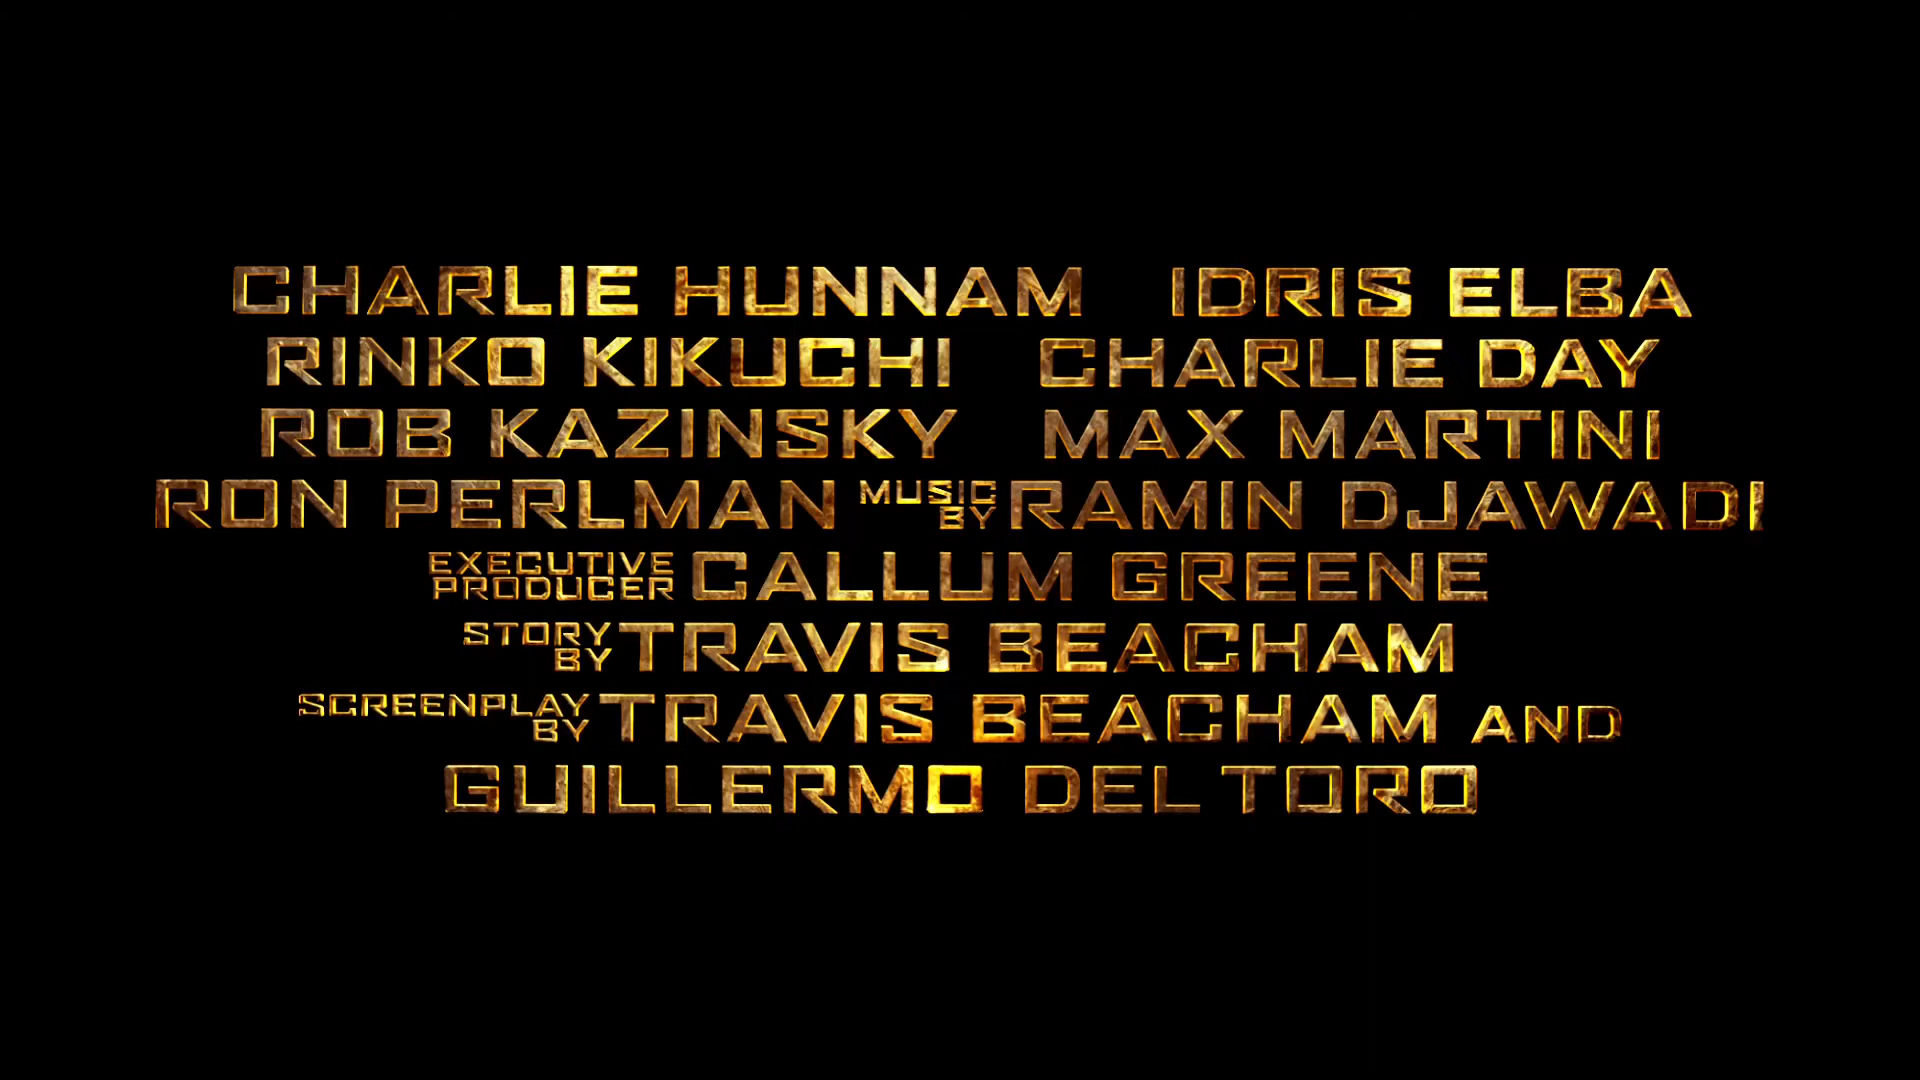 CHARLIE HUNNAM IDRIS ELBA
RINKO KIKUCHI CHARLIE DAY
ROB KAZINSKY MAX MARTINI
RON PERLMAN MUSIC BY RAMIN DJAWADI
EXECUTIVE PRODUCER CALLUM GREENE
STORY BY TRAVIS BEACHAM
SCREENPLAY BY TRAVIS BEACHAM AND
GUILLERMO DEL TORO